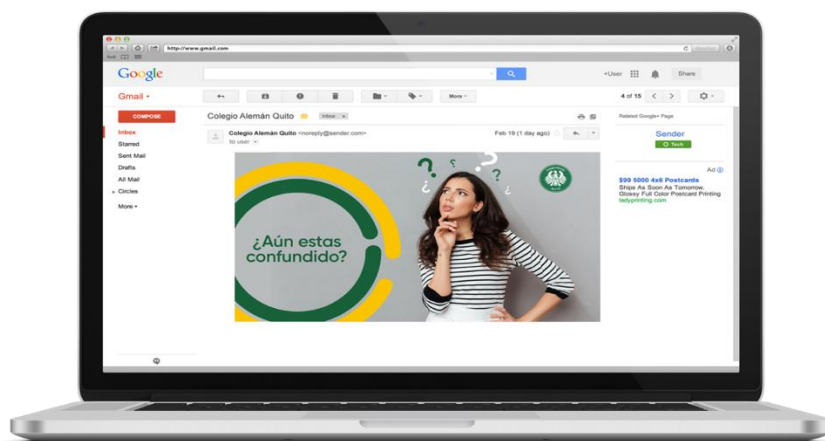 http://www.gmail.com
Google
+User
Share
Gmail
More
4 of 15
COMPOSE
Inbox
Starred
Sent Mail
Drafts
All Mail
Circles
More
Colegio Alemán Quito
Inbox x
Colegio Alemán Quito <noreply@sender.com>
to user
Feb 19 (1 day ago)
¿Aún estas
confundido?
Related Google+ Page
Sender
Tech
Ad
$99 5000 4x6 Postcards
Ships As Soon As Tomorrow.
Glossy Full Color Postcard Printing